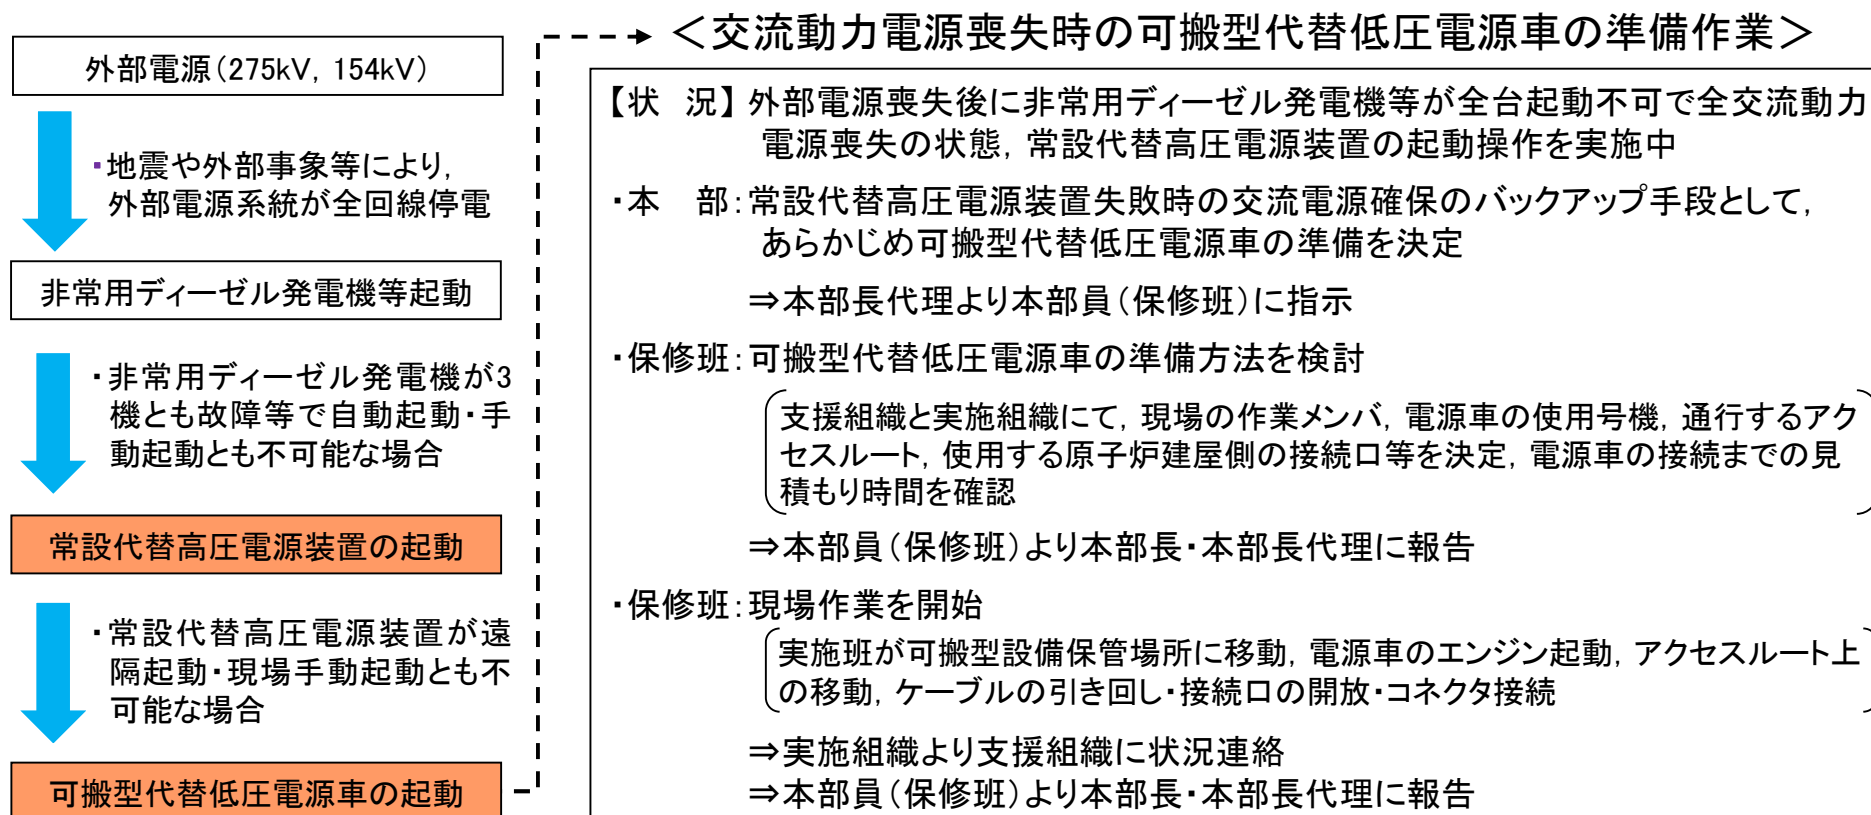 外部電源(275kV, 154kV)
・地震や外部事象等により,
外部電源系統が全回線停電
非常用ディーゼル発電機等起動
・非常用ディーゼル発電機が3
機とも故障等で自動起動・手
動起動とも不可能な場合
常設代替高圧電源装置の起動
・常設代替高圧電源装置が遠
隔起動・現場手動起動とも不
可能な場合
可搬型代替低圧電源車の起動
<交流動力電源喪失時の可搬型代替低圧電源車の準備作業>
【状 況】外部電源喪失後に非常用ディーゼル発電機等が全台起動不可で全交流動力
電源喪失の状態, 常設代替高圧電源装置の起動操作を実施中
・本 部:常設代替高圧電源装置失敗時の交流電源確保のバックアップ手段として,
あらかじめ可搬型代替低圧電源車の準備を決定
⇒本部長代理より本部員(保修班)に指示
・保修班:可搬型代替低圧電源車の準備方法を検討
支援組織と実施組織にて, 現場の作業メンバ, 電源車の使用号機, 通行するアク
セスルート, 使用する原子炉建屋側の接続口等を決定, 電源車の接続までの見
積もり時間を確認
⇒本部員(保修班)より本部長・本部長代理に報告
・保修班:現場作業を開始
実施班が可搬型設備保管場所に移動, 電源車のエンジン起動, アクセスルート上
の移動, ケーブルの引き回し・接続口の開放・コネクタ接続
⇒実施組織より支援組織に状況連絡
⇒本部員(保修班)より本部長・本部長代理に報告